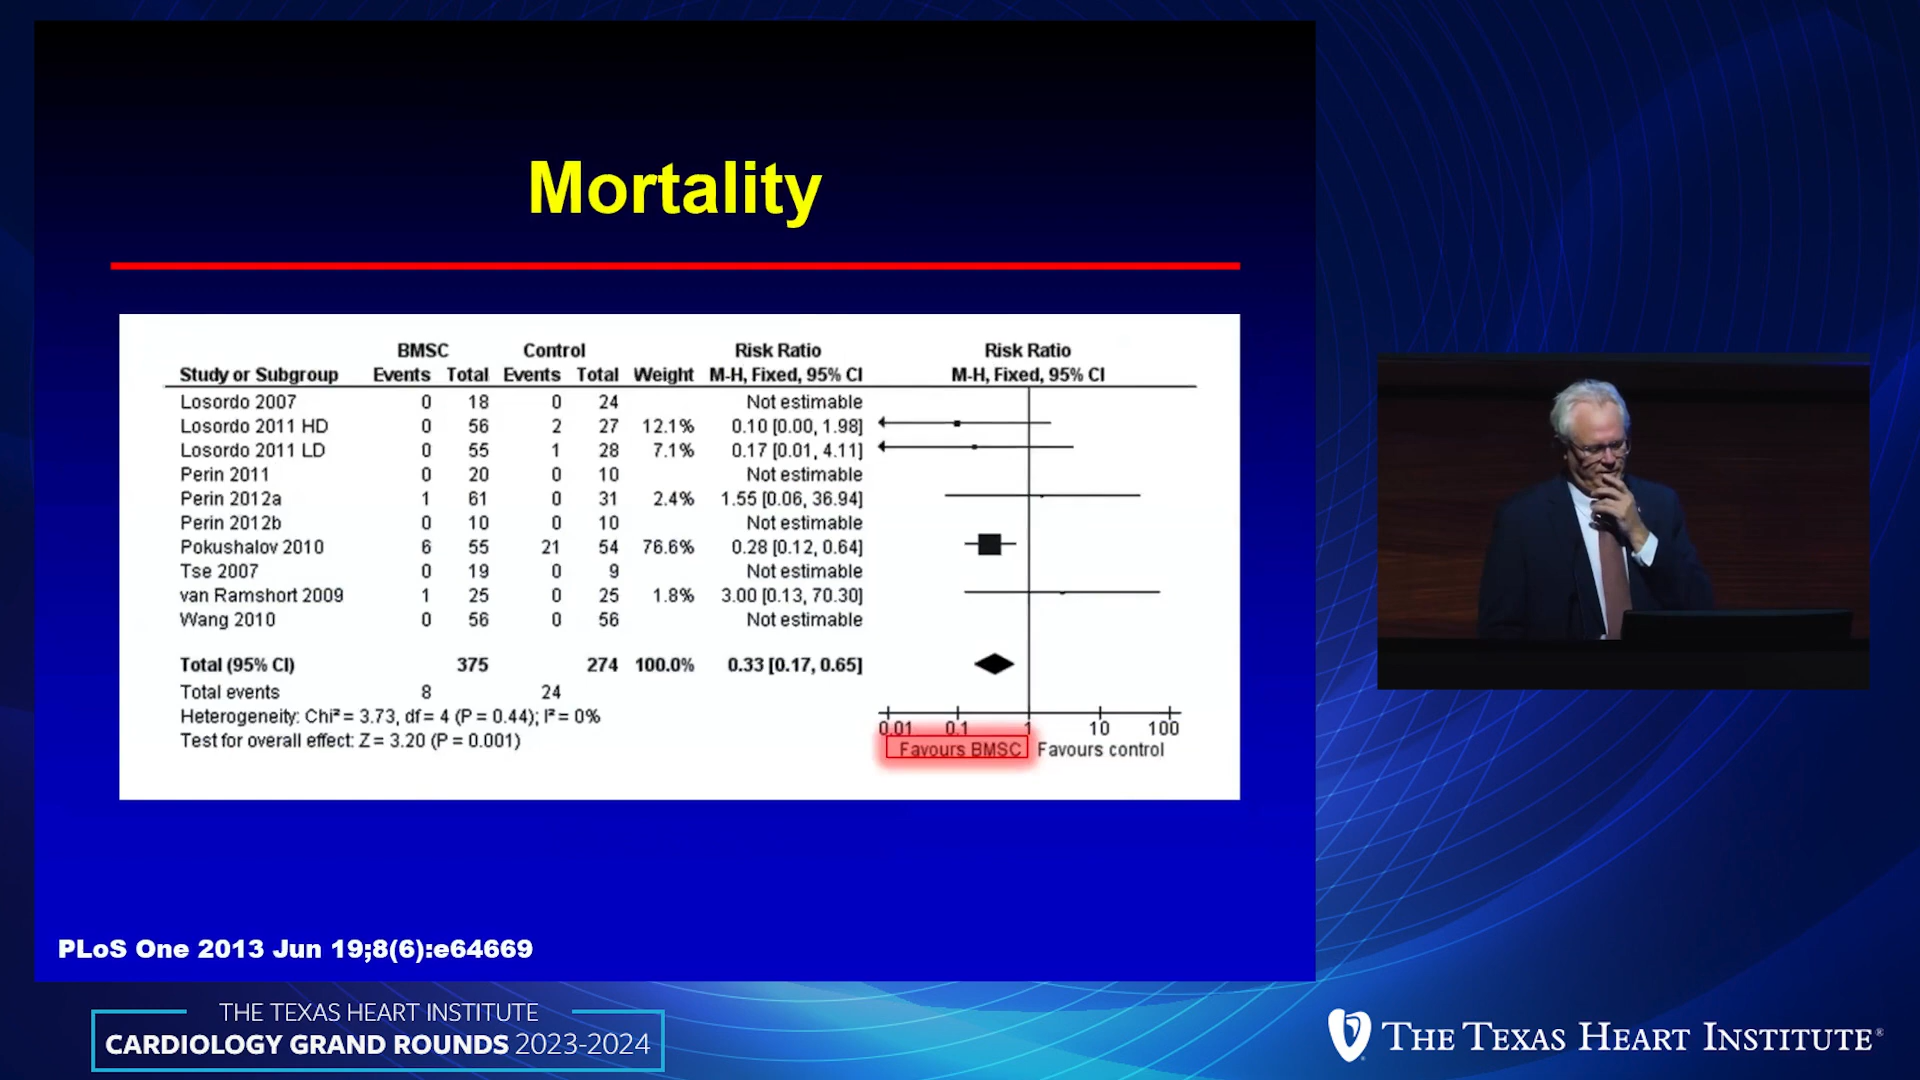 Mortality
BMSC Control Risk Ratio Risk Ratio
Study or Subgroup Events Total Events Total Weight M-H, Fixed, 95% CI M-H, Fixed, 95% CI
Losordo 2007 0 18 0 24 Not estimable
Losordo 2011 HD 0 56 2 27 12.1% 0.10 [0.00, 1.98]
Losordo 2011 LD 0 55 1 28 7.1% 0.17 [0.01, 4.11]
Perin 2011 0 20 0 10 Not estimable
Perin 2012a 1 61 0 31 2.4% 1.55 [0.06, 36.94]
Perin 2012b 0 10 0 10 Not estimable
Pokushalov 2010 6 55 21 54 76.6% 0.28 [0.12, 0.64]
Tse 2007 0 19 0 9 Not estimable
van Ramshort 2009 1 25 0 25 1.8% 3.00 [0.13, 70.30]
Wang 2010 0 56 0 56 Not estimable
Total (95% CI) 375 274 100.0% 0.33 [0.17, 0.65]
Total events 8 24
Heterogeneity: Chi² = 3.73, df = 4 (P = 0.44); I² = 0%
Test for overall effect: Z = 3.20 (P = 0.001)
0.01 0.1 1 10 100
Favours BMSC Favours control
PLoS One 2013 Jun 19;8(6):e64669
THE TEXAS HEART INSTITUTE
CARDIOLOGY GRAND ROUNDS 2023-2024
THE TEXAS HEART INSTITUTE®